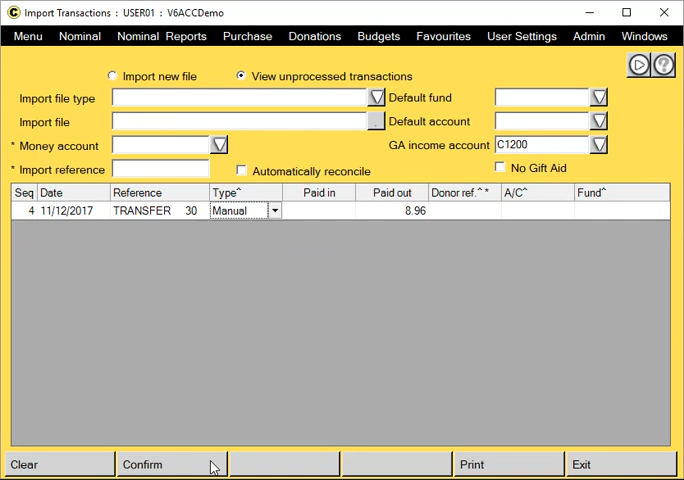 Import Transactions : USER01 : V6ACCDemo
Menu Nominal Nominal Reports Purchase Donations Budgets Favourites User Settings Admin Windows
Import new file View unprocessed transactions
Import file type Default fund
Import file . Default account
* Money account GA income account C1200
* Import reference Automatically reconcile No Gift Aid
Seq Date Reference Type^ Paid in Paid out Donor ref.^ * A/C^ Fund^
4 11/12/2017 TRANSFER 30 Manual 8.96
Clear Confirm Print Exit